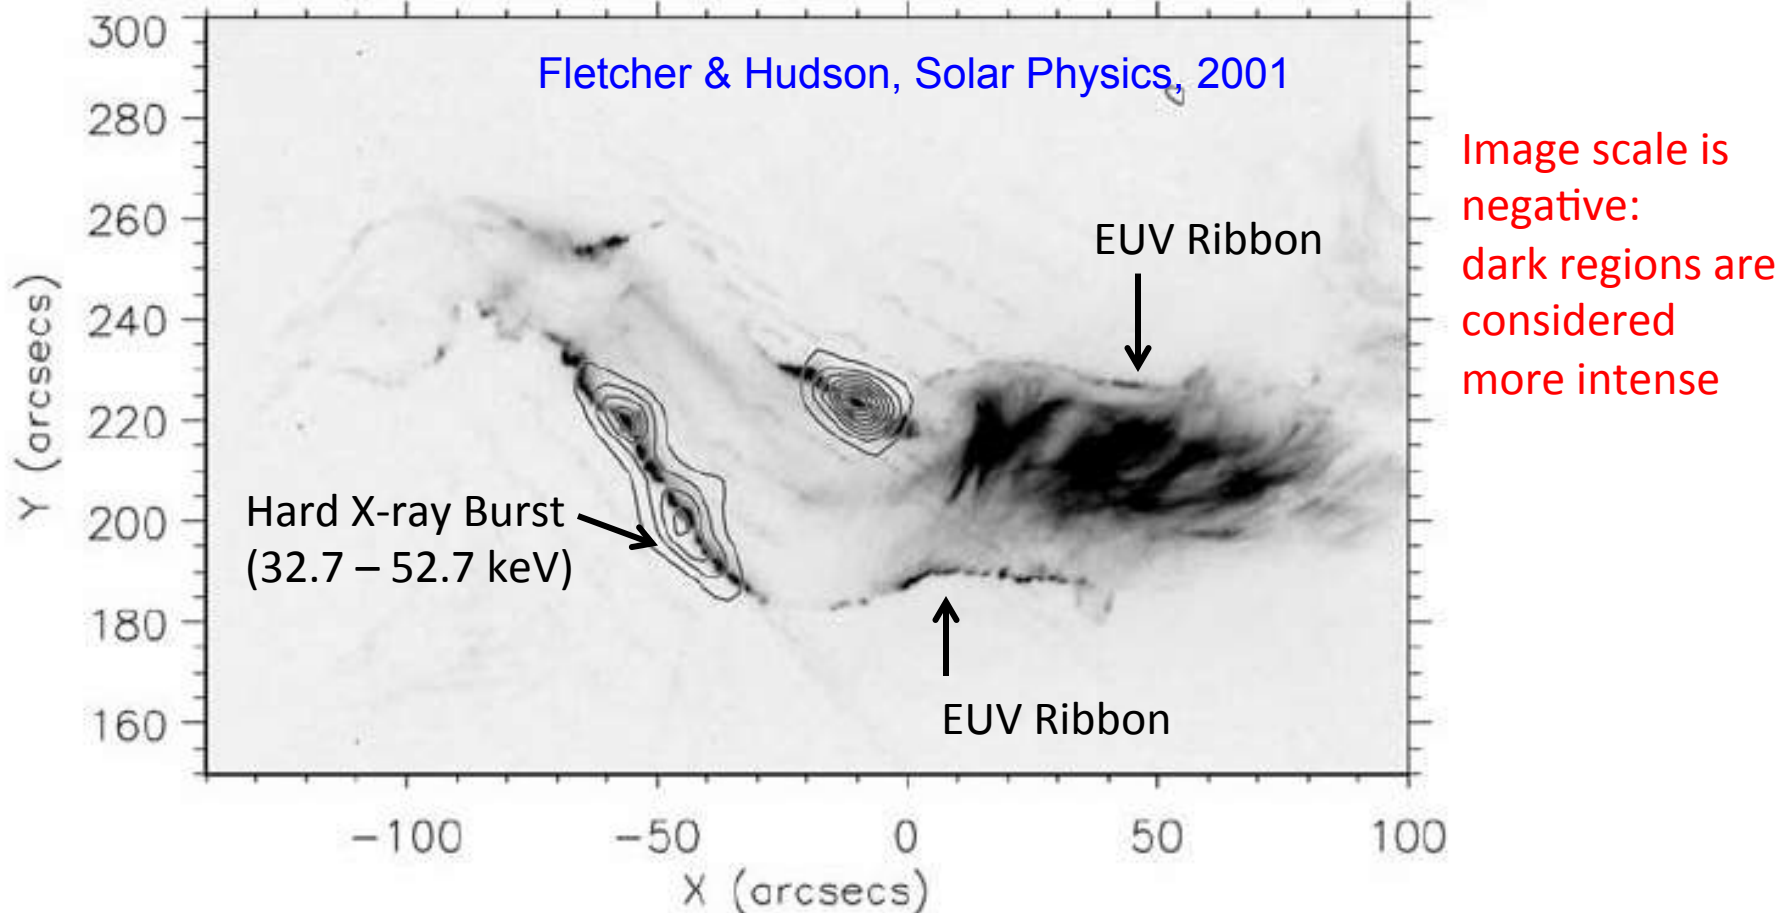 Fletcher & Hudson, Solar Physics, 2001
300
280
260
240
220
200
180
160
Y (arcsecs)
EUV Ribbon
Hard X-ray Burst
(32.7 – 52.7 keV)
EUV Ribbon
−100
−50
0
50
100
X (arcsecs)
Image scale is
negative:
dark regions are
considered
more intense